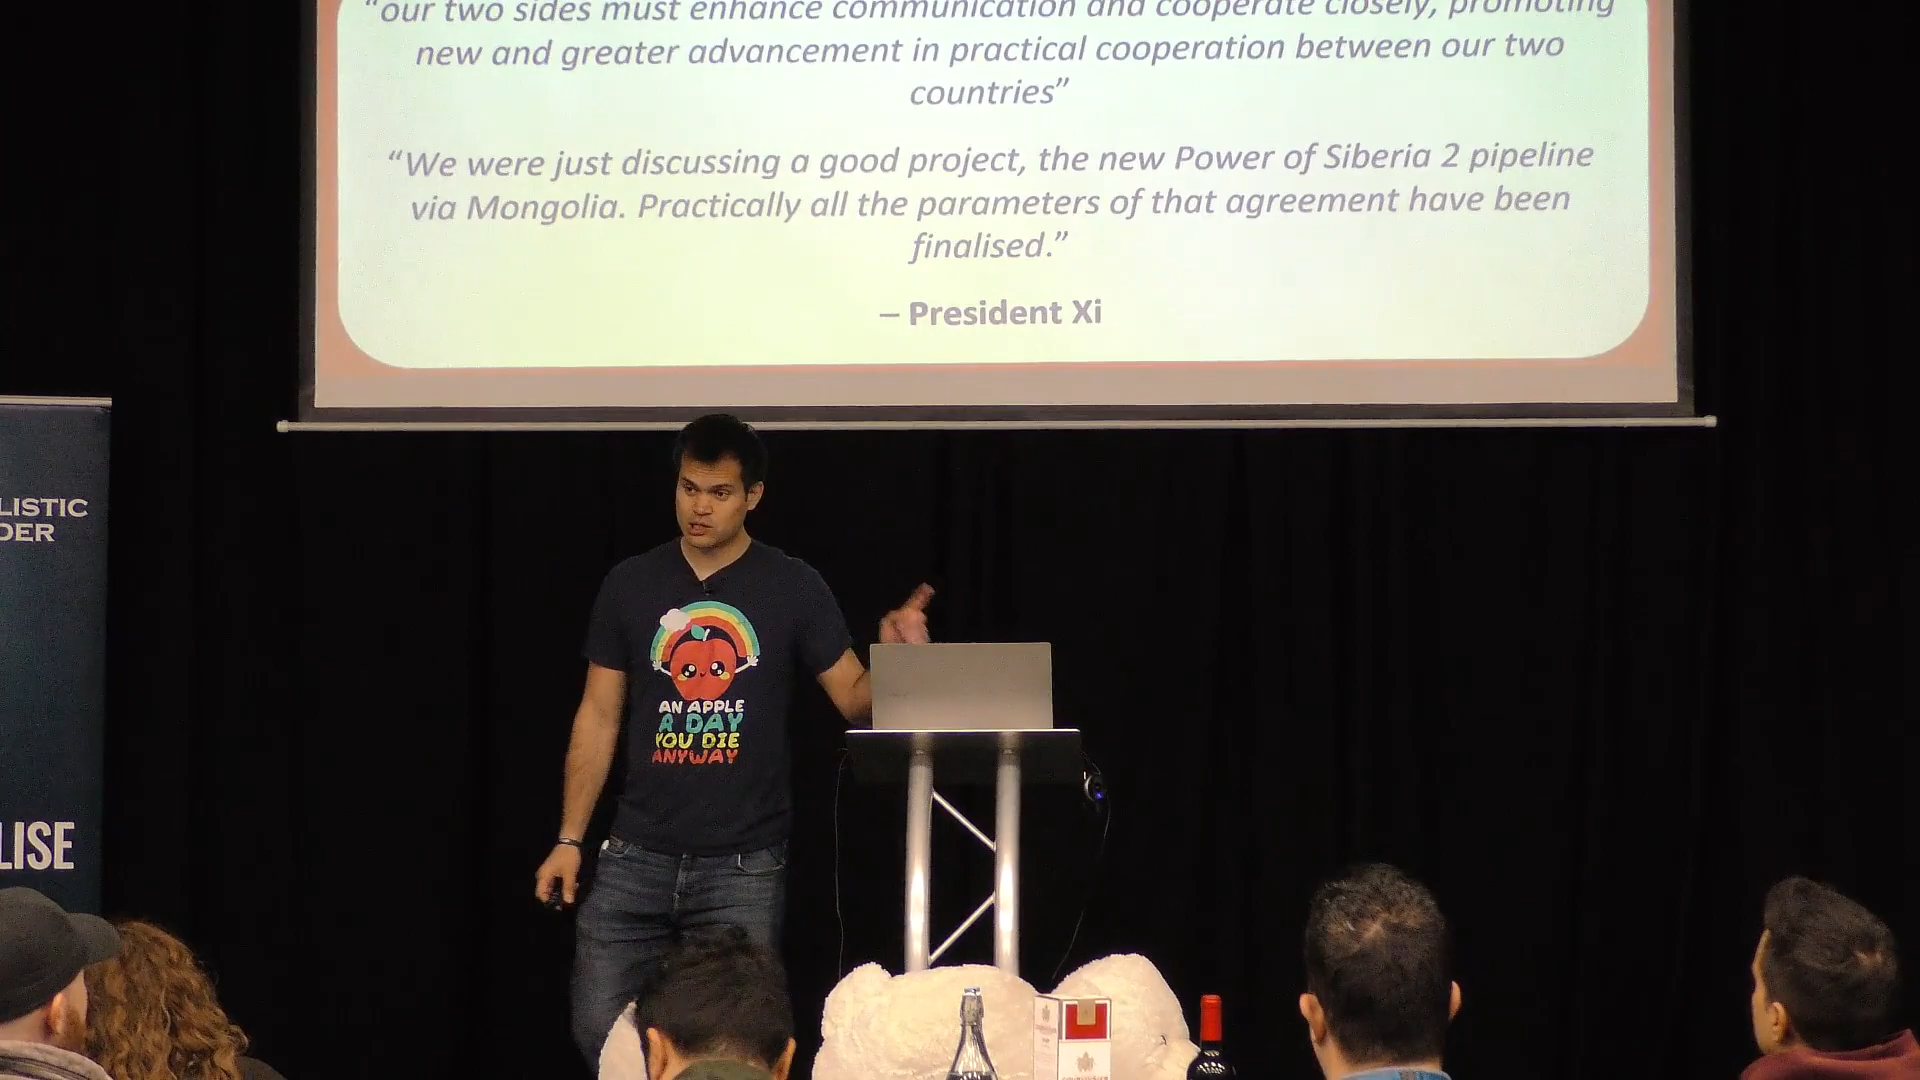 “our two sides must enhance communication and cooperate closely, promoting
new and greater advancement in practical cooperation between our two
countries”
“We were just discussing a good project, the new Power of Siberia 2 pipeline
via Mongolia. Practically all the parameters of that agreement have been
finalised.”
– President Xi
LISTIC
DER
LISE
AN APPLE
A DAY
YOU DIE
ANYWAY